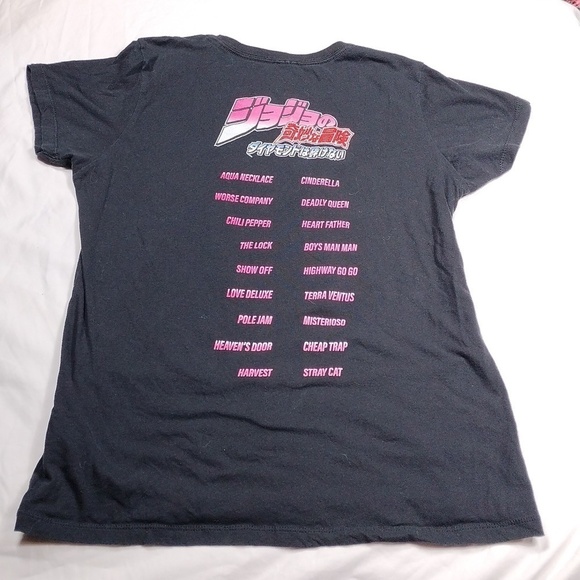 ジョジョの
奇妙な冒険
ダイヤモンドは砕けない
AQUA NECKLACE CINDERELLA
WORSE COMPANY DEADLY QUEEN
CHILI PEPPER HEART FATHER
THE LOCK BOYS MAN MAN
SHOW OFF HIGHWAY GO GO
LOVE DELUXE TERRA VENTUS
POLE JAM MISTERIOSO
HEAVEN'S DOOR CHEAP TRAP
HARVEST STRAY CAT